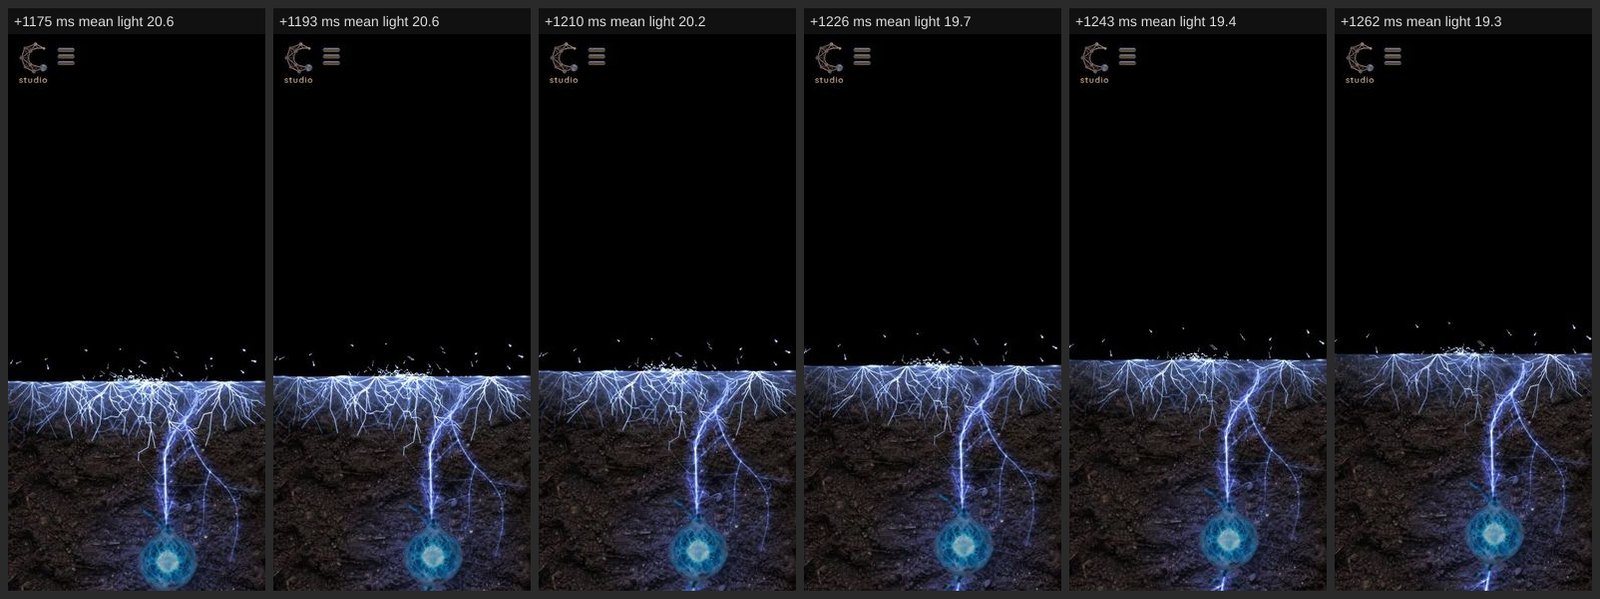 +1175 ms mean light 20.6
studio
+1193 ms mean light 20.6
studio
+1210 ms mean light 20.2
studio
+1226 ms mean light 19.7
studio
+1243 ms mean light 19.4
studio
+1262 ms mean light 19.3
studio